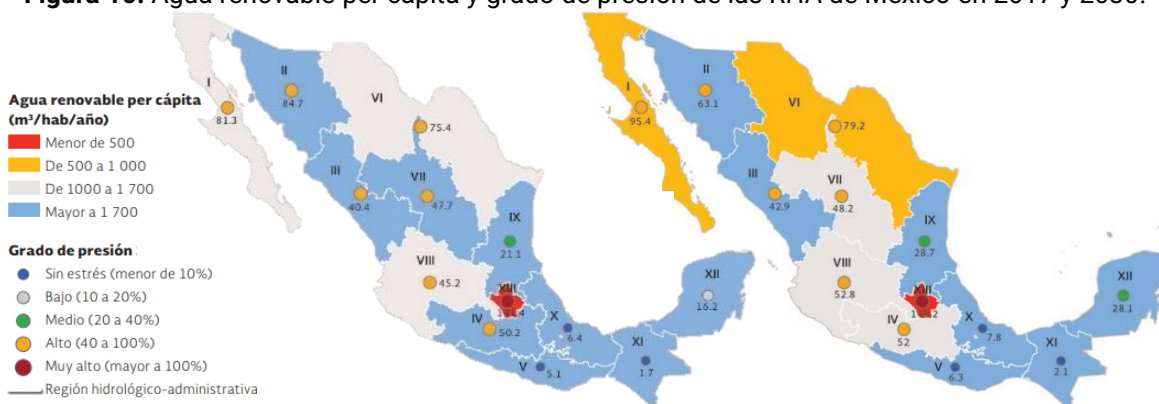 Figura 10. Agua renovable per cápita y grado de presión de las RHA de México en 2017 y 2030.
Agua renovable per cápita
(m³/hab/año)
Menor de 500
De 500 a 1 000
De 1000 a 1 700
Mayor a 1 700
Grado de presión
Sin estrés (menor de 10%)
Bajo (10 a 20%)
Medio (20 a 40%)
Alto (40 a 100%)
Muy alto (mayor a 100%)
Región hidrológico-administrativa
I
81.3
II
84.7
VI
75.4
III
40.4
VII
47.7
IX
21.1
VIII
45.2
XIII
IV
50.2
X
6.4
V
5.1
XI
1.7
XII
16.2
I
95.4
II
63.1
VI
79.2
III
42.9
VII
48.2
IX
28.7
VIII
52.8
XIII
IV
52
X
7.8
V
6.3
XI
2.1
XII
28.1